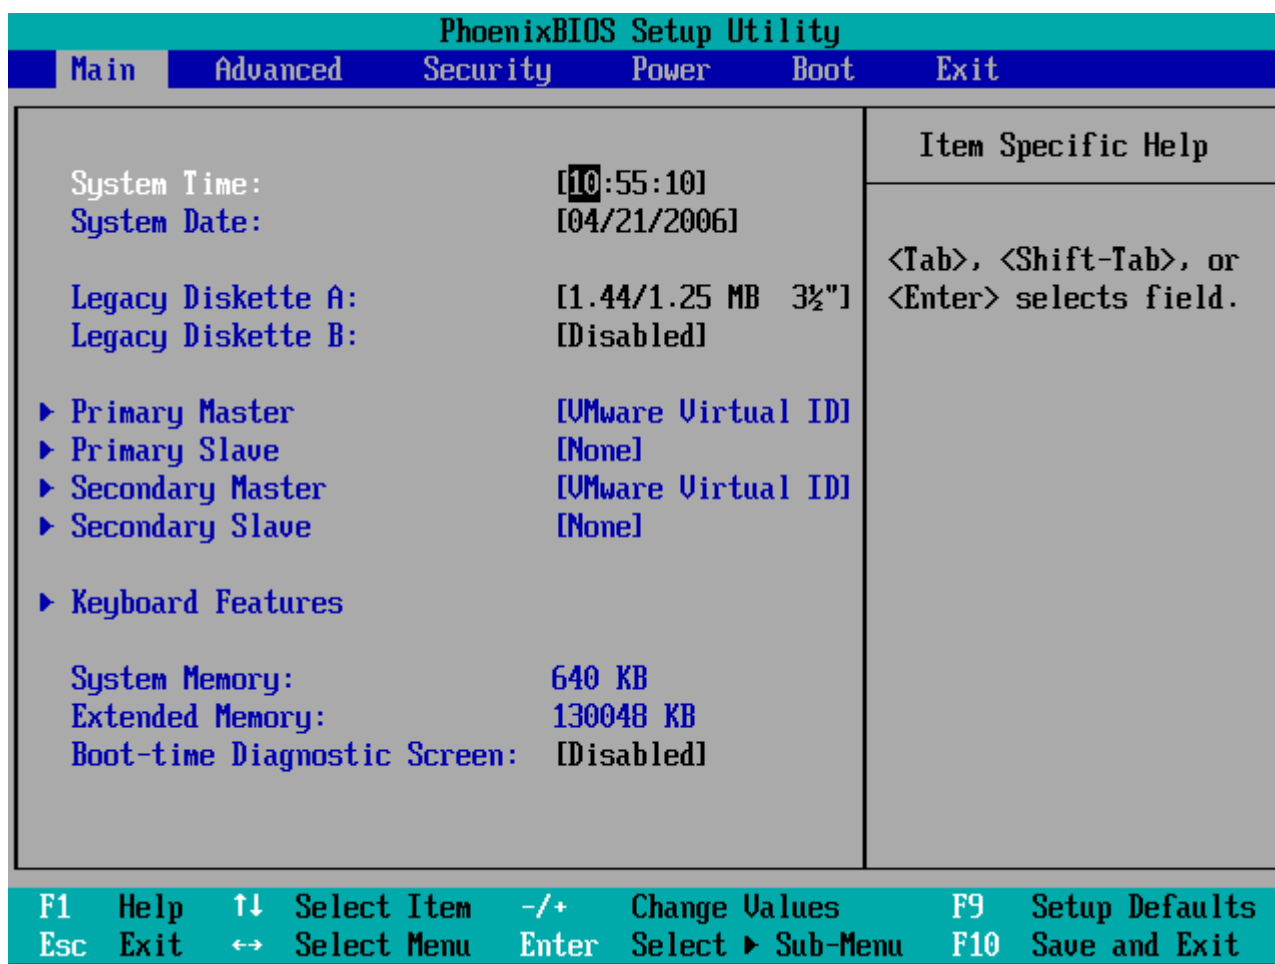 PhoenixBIOS Setup Utility
Main Advanced Security Power Boot Exit
Item Specific Help
System Time: [10:55:10]
System Date: [04/21/2006]
<Tab>, <Shift-Tab>, or
<Enter> selects field.
Legacy Diskette A: [1.44/1.25 MB 3½"]
Legacy Diskette B: [Disabled]
▶ Primary Master [VMware Virtual ID]
▶ Primary Slave [None]
▶ Secondary Master [VMware Virtual ID]
▶ Secondary Slave [None]
▶ Keyboard Features
System Memory: 640 KB
Extended Memory: 130048 KB
Boot-time Diagnostic Screen: [Disabled]
F1 Help ↑↓ Select Item -/+ Change Values F9 Setup Defaults
Esc Exit ↔ Select Menu Enter Select ▶ Sub-Menu F10 Save and Exit